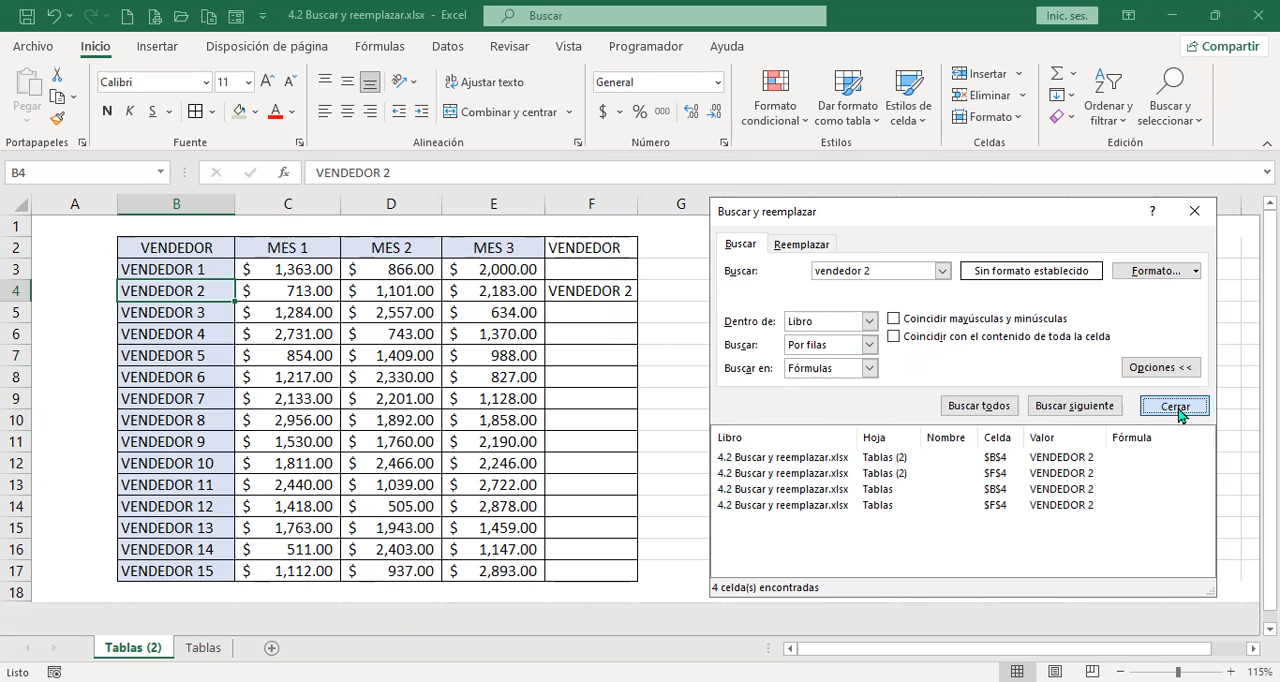 4.2 Buscar y reemplazar.xlsx - Excel
Buscar
Inic. ses.
Archivo Inicio Insertar Disposición de página Fórmulas Datos Revisar Vista Programador Ayuda Compartir
Pegar
Calibri 11
N K S
Ajustar texto
Combinar y centrar
General
$ % 000
Formato condicional
Dar formato como tabla
Estilos de celda
Insertar
Eliminar
Formato
Ordenar y filtrar
Buscar y seleccionar
Portapapeles Fuente Alineación Número Estilos Celdas Edición
B4 fx VENDEDOR 2
A B C D E F G
1
2 VENDEDOR MES 1 MES 2 MES 3 VENDEDOR
3 VENDEDOR 1 $ 1,363.00 $ 866.00 $ 2,000.00
4 VENDEDOR 2 $ 713.00 $ 1,101.00 $ 2,183.00 VENDEDOR 2
5 VENDEDOR 3 $ 1,284.00 $ 2,557.00 $ 634.00
6 VENDEDOR 4 $ 2,731.00 $ 743.00 $ 1,370.00
7 VENDEDOR 5 $ 854.00 $ 1,409.00 $ 988.00
8 VENDEDOR 6 $ 1,217.00 $ 2,330.00 $ 827.00
9 VENDEDOR 7 $ 2,133.00 $ 2,201.00 $ 1,128.00
10 VENDEDOR 8 $ 2,956.00 $ 1,892.00 $ 1,858.00
11 VENDEDOR 9 $ 1,530.00 $ 1,760.00 $ 2,190.00
12 VENDEDOR 10 $ 1,811.00 $ 2,466.00 $ 2,246.00
13 VENDEDOR 11 $ 2,440.00 $ 1,039.00 $ 2,722.00
14 VENDEDOR 12 $ 1,418.00 $ 505.00 $ 2,878.00
15 VENDEDOR 13 $ 1,763.00 $ 1,943.00 $ 1,459.00
16 VENDEDOR 14 $ 511.00 $ 2,403.00 $ 1,147.00
17 VENDEDOR 15 $ 1,112.00 $ 937.00 $ 2,893.00
18
Buscar y reemplazar ?
Buscar Reemplazar
Buscar: vendedor 2 Sin formato establecido Formato...
Dentro de: Libro Coincidir mayúsculas y minúsculas
Coincidir con el contenido de toda la celda
Buscar: Por filas
Buscar en: Fórmulas Opciones <<
Buscar todos Buscar siguiente Cerrar
Libro Hoja Nombre Celda Valor Fórmula
4.2 Buscar y reemplazar.xlsx Tablas (2) $B$4 VENDEDOR 2
4.2 Buscar y reemplazar.xlsx Tablas (2) $F$4 VENDEDOR 2
4.2 Buscar y reemplazar.xlsx Tablas $B$4 VENDEDOR 2
4.2 Buscar y reemplazar.xlsx Tablas $F$4 VENDEDOR 2
4 celda(s) encontradas
Tablas (2) Tablas
Listo 115%